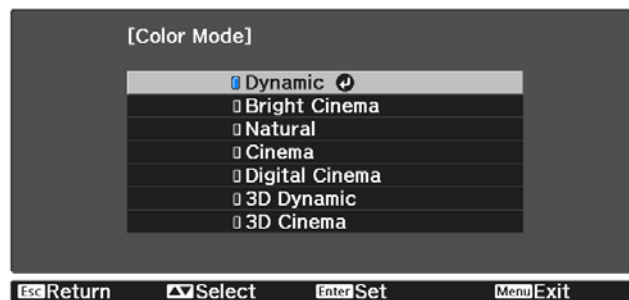 [Color Mode]
Dynamic
Bright Cinema
Natural
Cinema
Digital Cinema
3D Dynamic
3D Cinema
Esc Return Select Enter Set Menu Exit